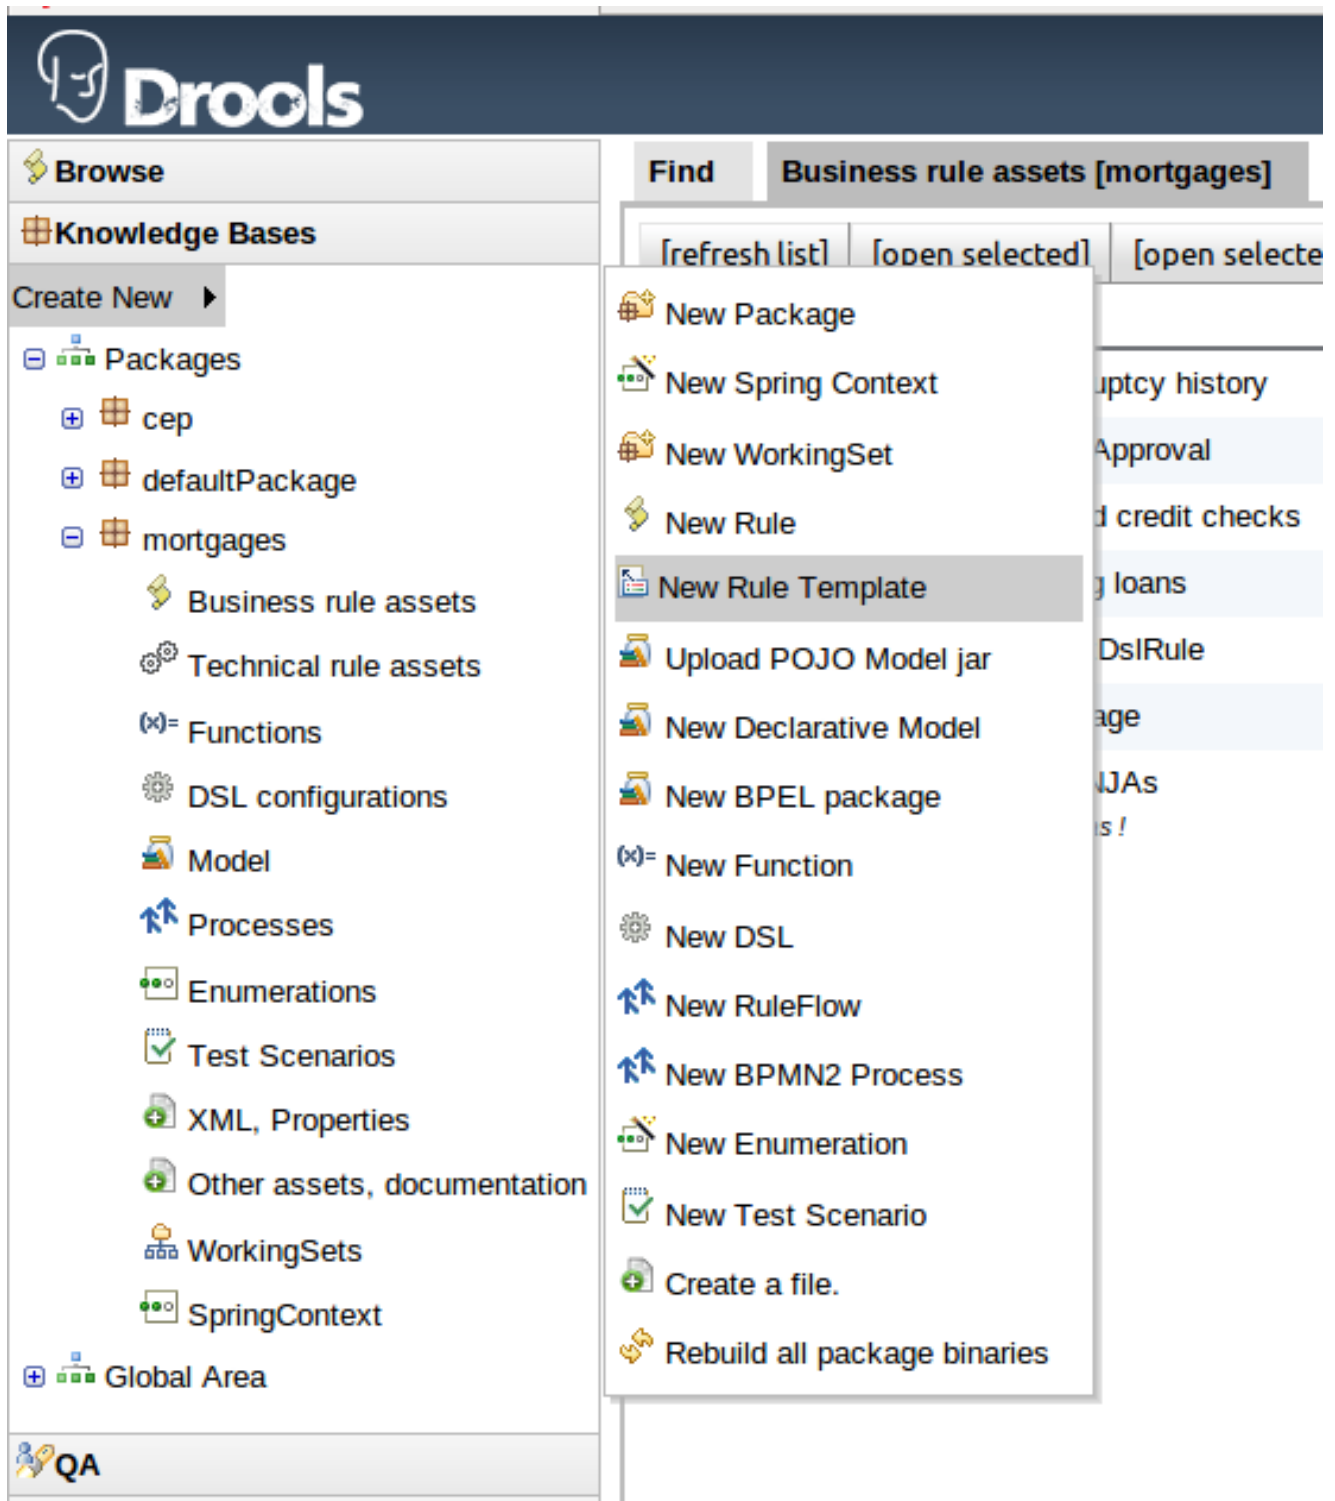 Drools
Browse
Knowledge Bases
Create New
Packages
cep
defaultPackage
mortgages
Business rule assets
Technical rule assets
Functions
DSL configurations
Model
Processes
Enumerations
Test Scenarios
XML, Properties
Other assets, documentation
WorkingSets
SpringContext
Global Area
QA
Find
Business rule assets [mortgages]
[refresh list] [open selected] [open selecte
New Package
New Spring Context
New WorkingSet
New Rule
New Rule Template
Upload POJO Model jar
New Declarative Model
New BPEL package
(x)= New Function
New DSL
New RuleFlow
New BPMN2 Process
New Enumeration
New Test Scenario
Create a file.
Rebuild all package binaries
history
Approval
credit checks
loans
DslRule